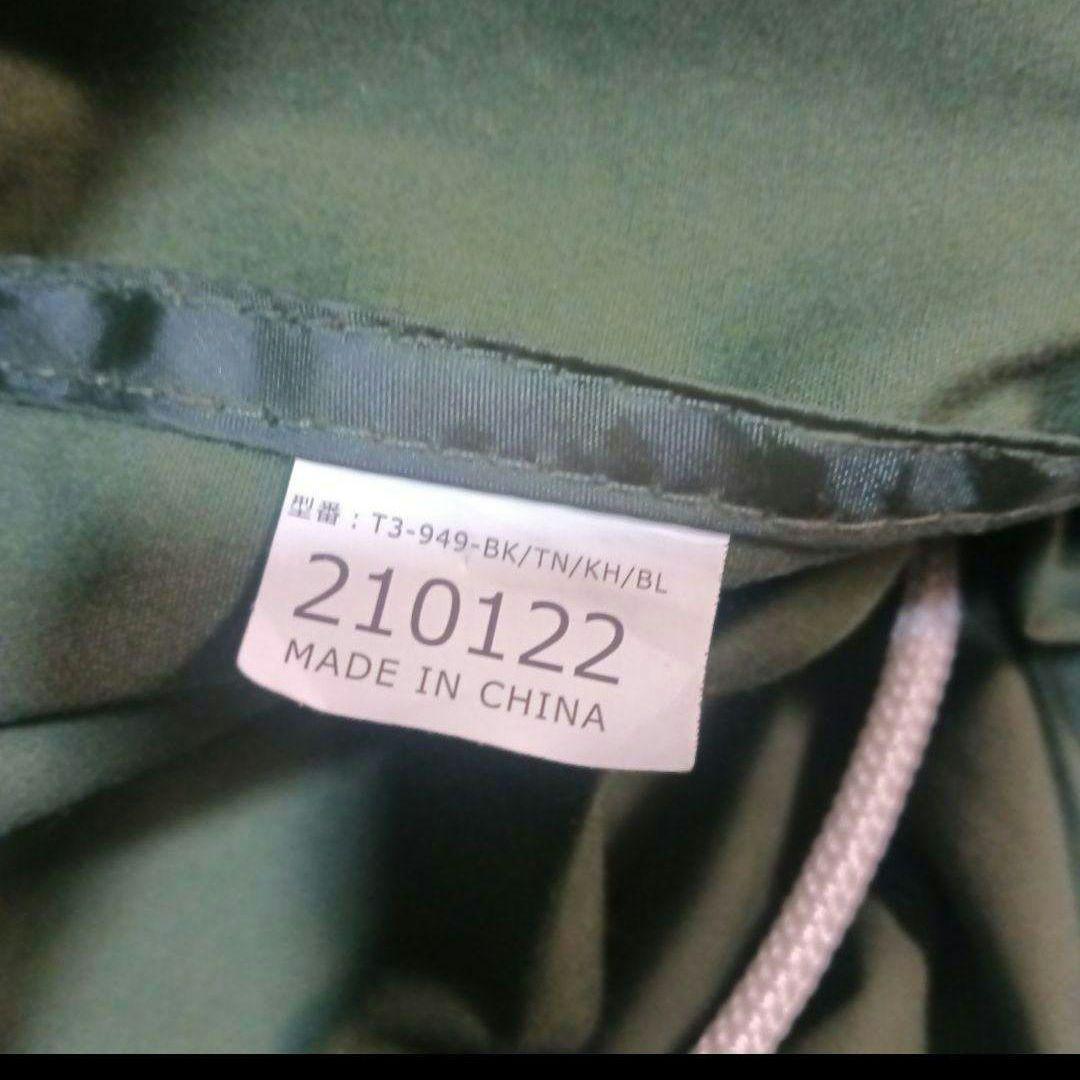 型番：T3-949-BK/TN/KH/BL
210122
MADE IN CHINA